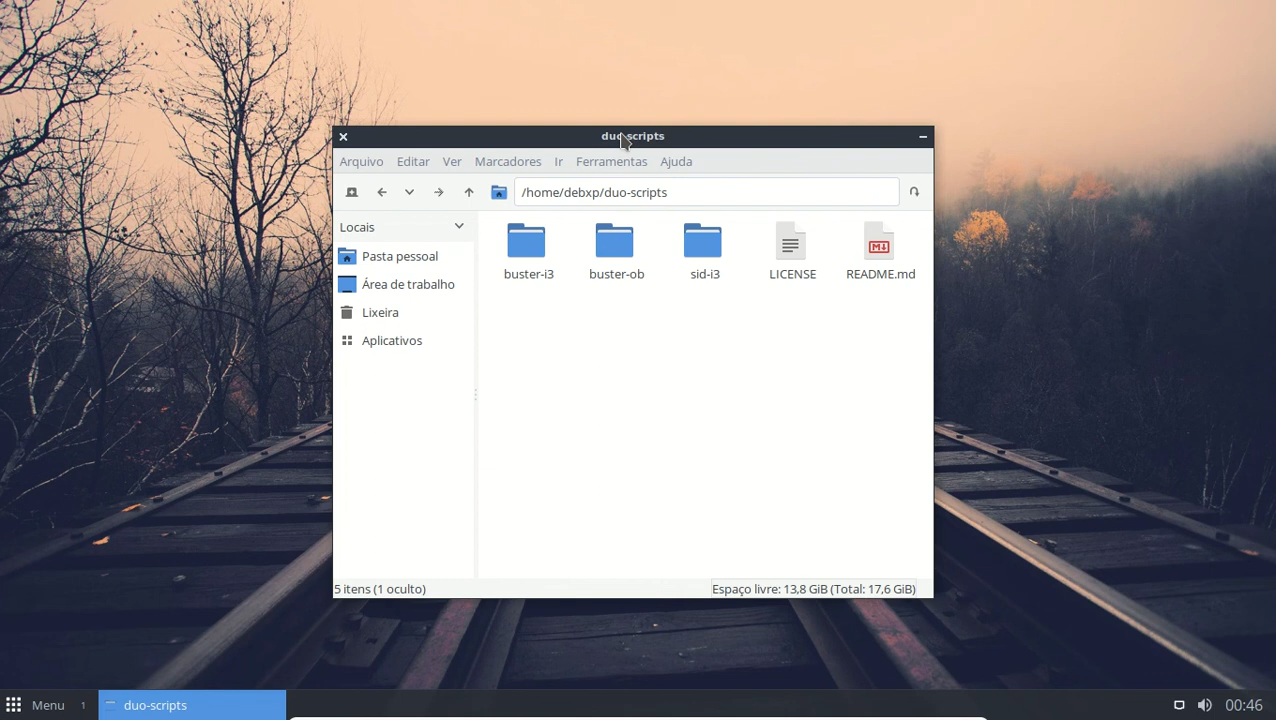 duo-scripts
Arquivo Editar Ver Marcadores Ir Ferramentas Ajuda
/home/debxp/duo-scripts
Locais
Pasta pessoal
Área de trabalho
Lixeira
Aplicativos
buster-i3 buster-ob sid-i3 LICENSE README.md
5 itens (1 oculto) Espaço livre: 13,8 GiB (Total: 17,6 GiB)
Menu 1 duo-scripts 00:46